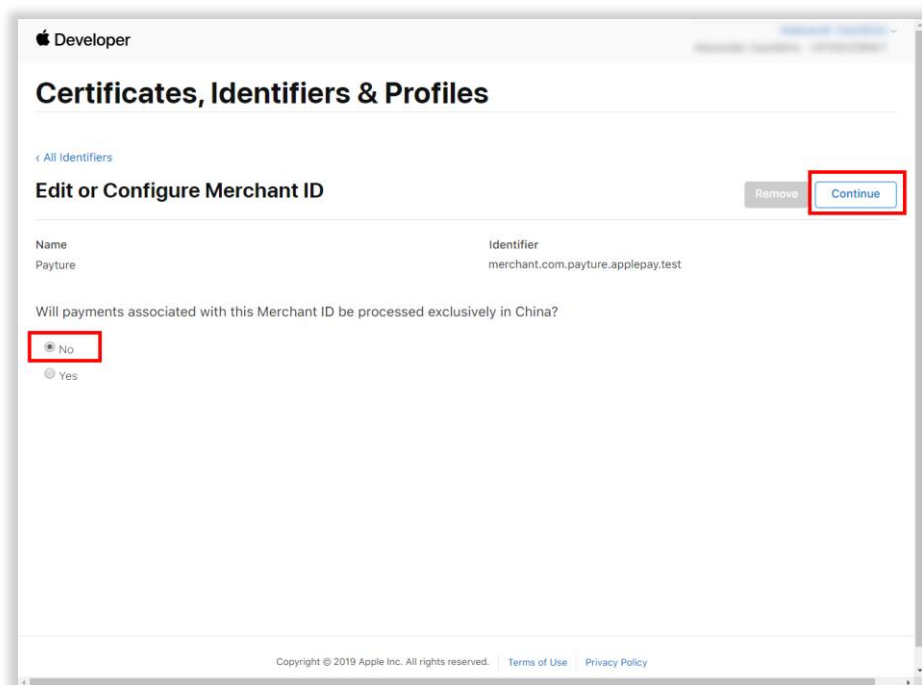 Developer
Certificates, Identifiers & Profiles
‹ All Identifiers
Edit or Configure Merchant ID
Remove
Continue
Name
Identifier
Payture
merchant.com.payture.applepay.test
Will payments associated with this Merchant ID be processed exclusively in China?
No
Yes
Copyright © 2019 Apple Inc. All rights reserved. Terms of Use Privacy Policy